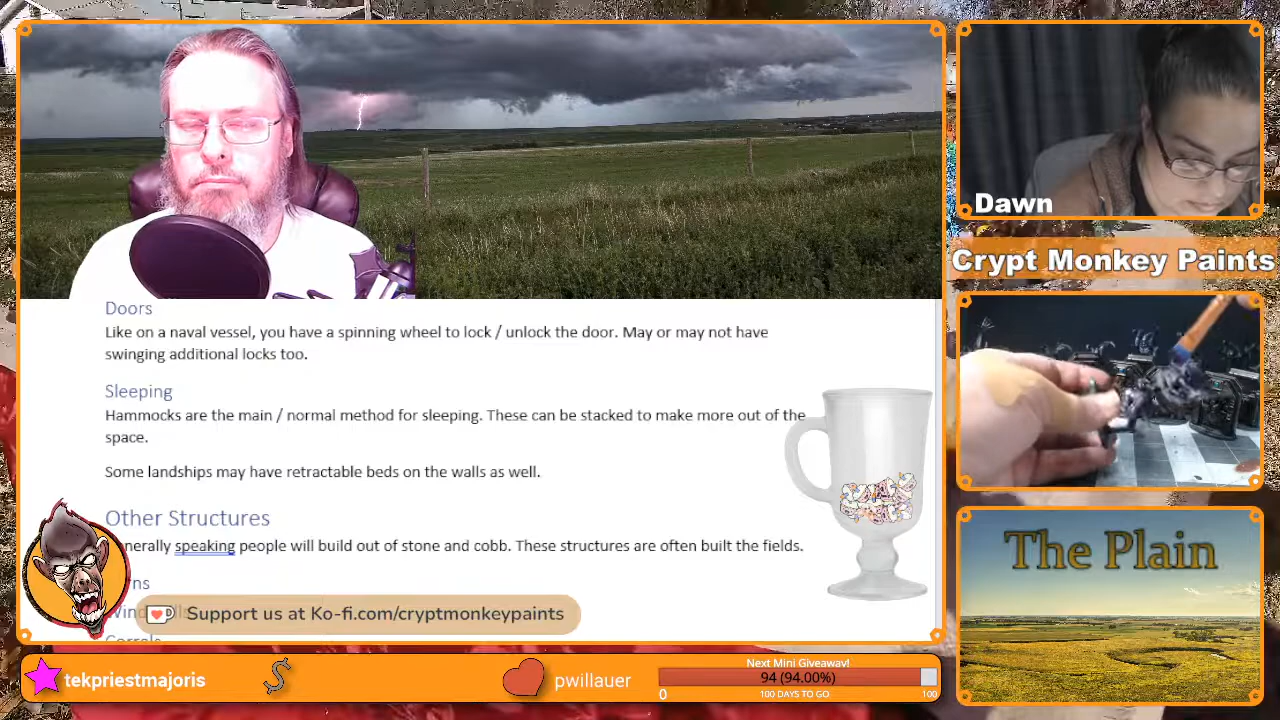 Doors
Like on a naval vessel, you have a spinning wheel to lock / unlock the door. May or may not have
swinging additional locks too.
Sleeping
Hammocks are the main / normal method for sleeping. These can be stacked to make more out of the
space.
Some landships may have retractable beds on the walls as well.
Other Structures
speaking people will build out of stone and cobb. These structures are often built the fields.
Support us at Ko-fi.com/cryptmonkeypaints
Dawn
Crypt Monkey Paints
The Plain
tekpriestmajoris
pwillauer
Next Mini Giveaway!
94 (94.00%)
0
100 DAYS TO GO
100